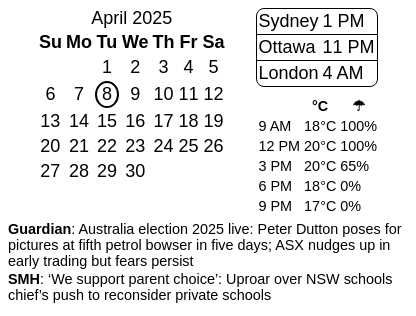 April 2025
Su Mo Tu We Th Fr Sa
1 2 3 4 5
6 7 8 9 10 11 12
13 14 15 16 17 18 19
20 21 22 23 24 25 26
27 28 29 30
Sydney 1 PM
Ottawa 11 PM
London 4 AM
°C ☂
9 AM 18°C 100%
12 PM 20°C 100%
3 PM 20°C 65%
6 PM 18°C 0%
9 PM 17°C 0%
Guardian: Australia election 2025 live: Peter Dutton poses for
pictures at fifth petrol bowser in five days; ASX nudges up in
early trading but fears persist
SMH: ‘We support parent choice’: Uproar over NSW schools
chief’s push to reconsider private schools